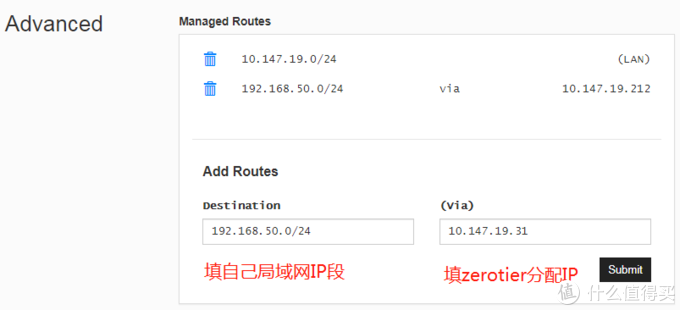 Advanced
Managed Routes
10.147.19.0/24 (LAN)
192.168.50.0/24 via 10.147.19.212
Add Routes
Destination (Via)
192.168.50.0/24 10.147.19.31
填自己局域网IP段 填zerotier分配IP
Submit
值 什么值得买